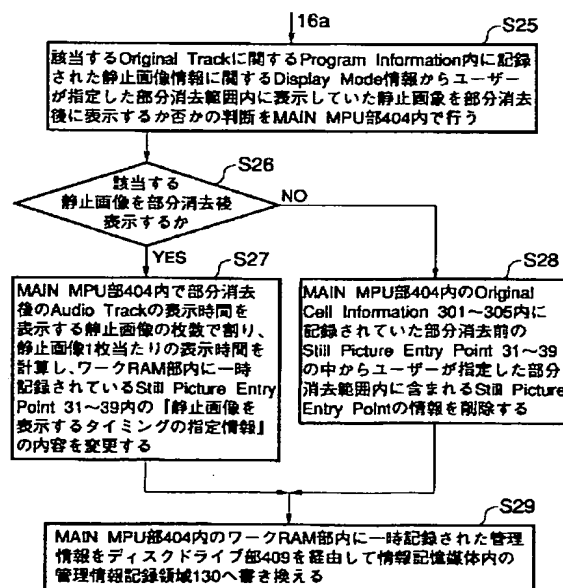 16a
S25
該当するOriginal Trackに関するProgram Information内に記録
された静止画像情報に関するDisplay Mode情報からユーザー
が指定した部分消去範囲内に表示していた静止画象を部分消去
後に表示するか否かの判断をMAIN MPU部404内で行う
S26
該当する
静止画像を部分消去後
表示するか
NO
YES
S27
MAIN MPU部404内で部分消去
後のAudio Trackの表示時間を
表示する静止画像の枚数で割り、
静止画像1枚当たりの表示時間を
計算し、ワークRAM部内に一時
記録されているStill Picture Entry
Point 31〜39内の『静止画像を
表示するタイミングの指定情報』
の内容を変更する
S28
MAIN MPU部404内のOriginal
Cell Information 301〜305内に
記録されていた部分消去前の
Still Picture Entry Point 31〜39
の中からユーザーが指定した部分
消去範囲内に含まれるStill Picture
Entry Pointの情報を削除する
S29
MAIN MPU部404内のワークRAM部内に一時記録された管理
情報をディスクドライブ部409を経由して情報記憶媒体内の
管理情報記録領域130へ書き換える